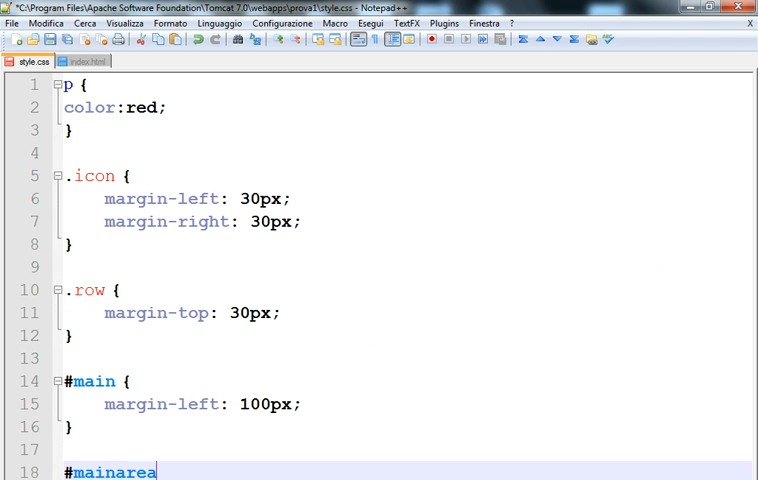 *C:\Program Files\Apache Software Foundation\Tomcat 7.0\webapps\prova1\style.css - Notepad++
File Modifica Cerca Visualizza Formato Linguaggio Configurazione Macro Esegui TextFX Plugins Finestra ? X
style.css index.html
1 p {
2 color:red;
3 }
4
5 .icon {
6 margin-left: 30px;
7 margin-right: 30px;
8 }
9
10 .row {
11 margin-top: 30px;
12 }
13
14 #main {
15 margin-left: 100px;
16 }
17
18 #mainarea